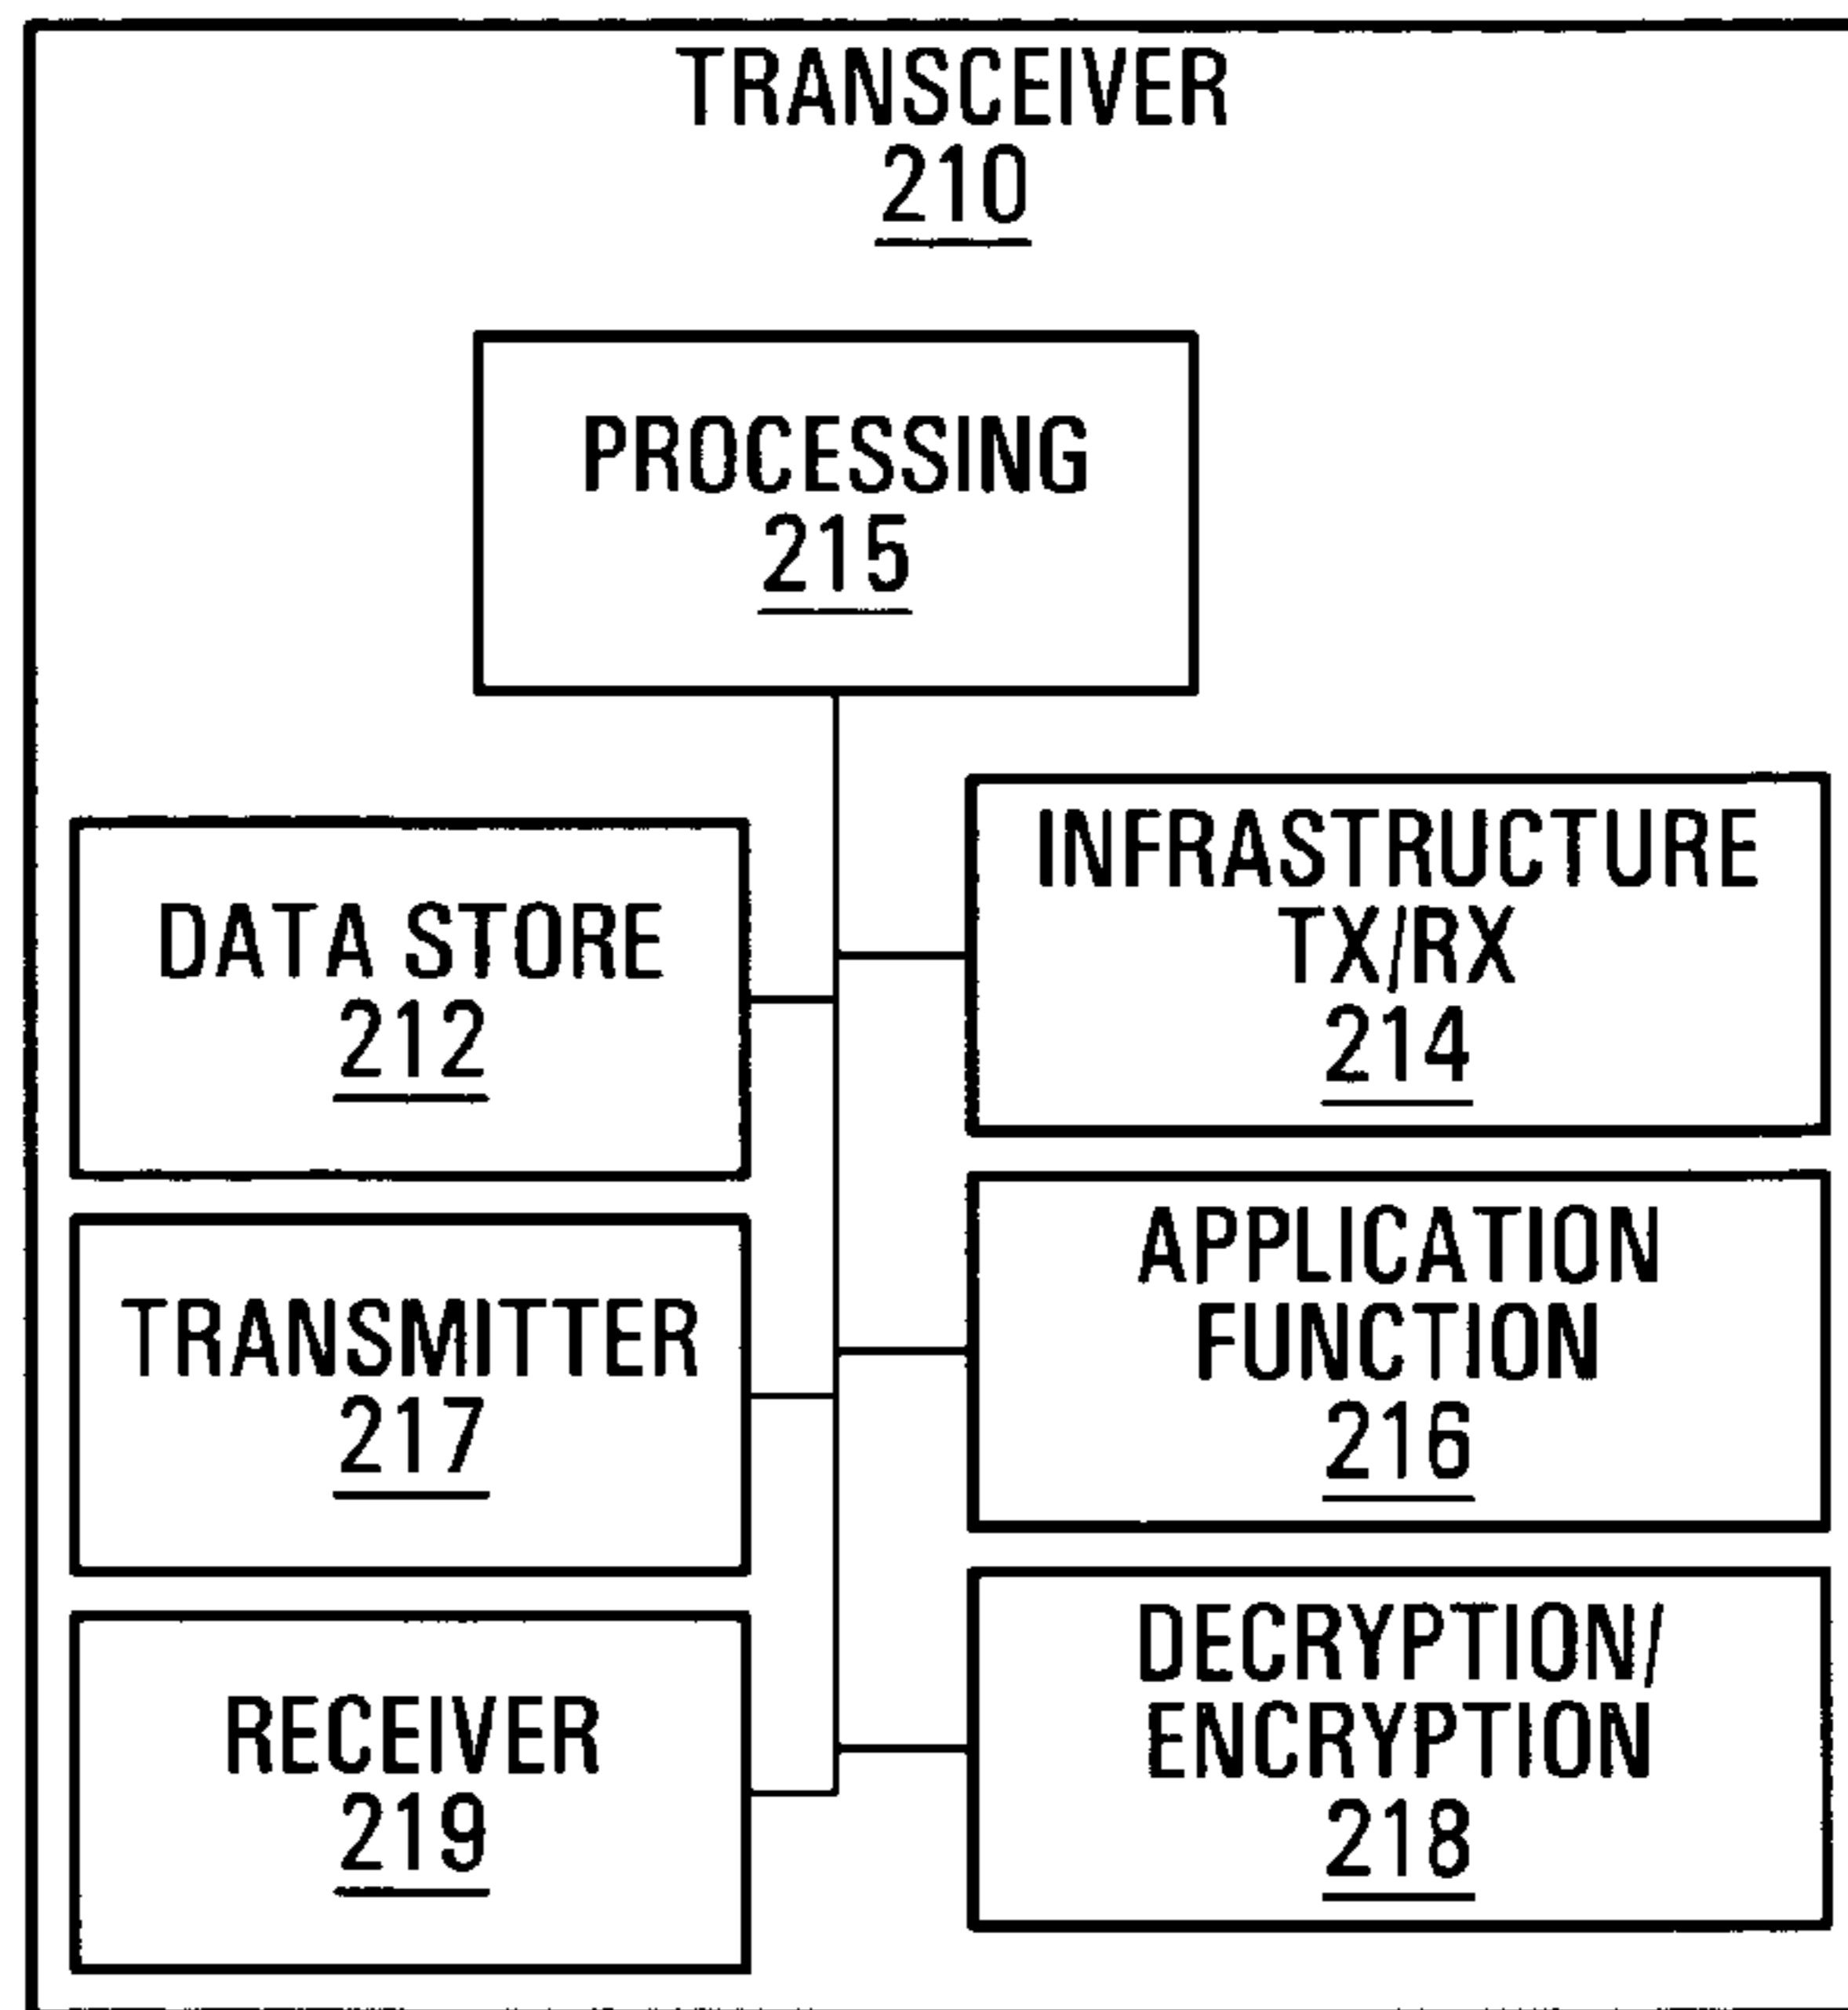 TRANSCEIVER
210
PROCESSING
215
DATA STORE
212
INFRASTRUCTURE
TX/RX
214
TRANSMITTER
217
APPLICATION
FUNCTION
216
RECEIVER
219
DECRYPTION/
ENCRYPTION
218